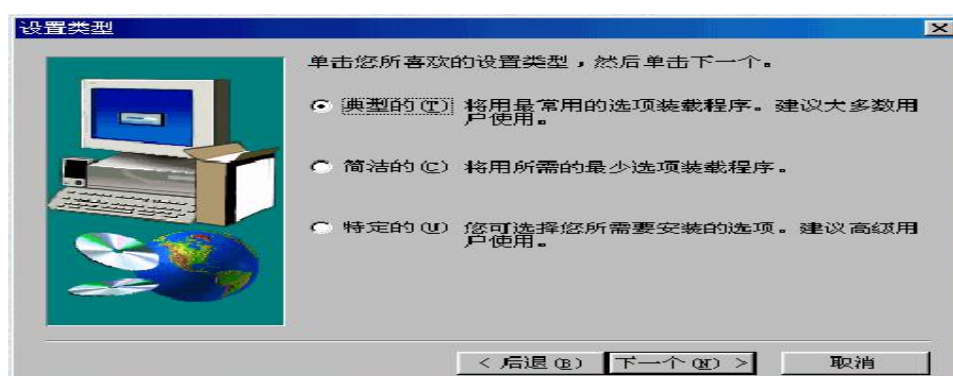 设置类型
单击您所喜欢的设置类型,然后单击下一个。
典型的(T) 将用最常用的选项装载程序。建议大多数用
户使用。
简洁的(C) 将用所需的最少选项装载程序。
特定的(U) 您可选择您所需要安装的选项。建议高级用
户使用。
< 后退(B) 下一个(N) > 取消